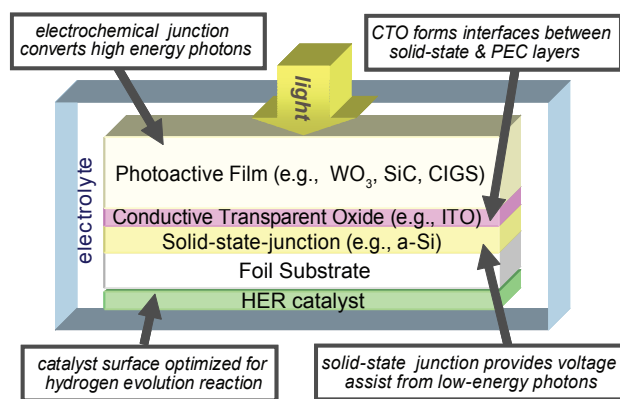 electrochemical junction
converts high energy photons
CTO forms interfaces between
solid-state & PEC layers
light
electrolyte
Photoactive Film (e.g., WO3, SiC, CIGS)
Conductive Transparent Oxide (e.g., ITO)
Solid-state-junction (e.g., a-Si)
Foil Substrate
HER catalyst
catalyst surface optimized for
hydrogen evolution reaction
solid-state junction provides voltage
assist from low-energy photons